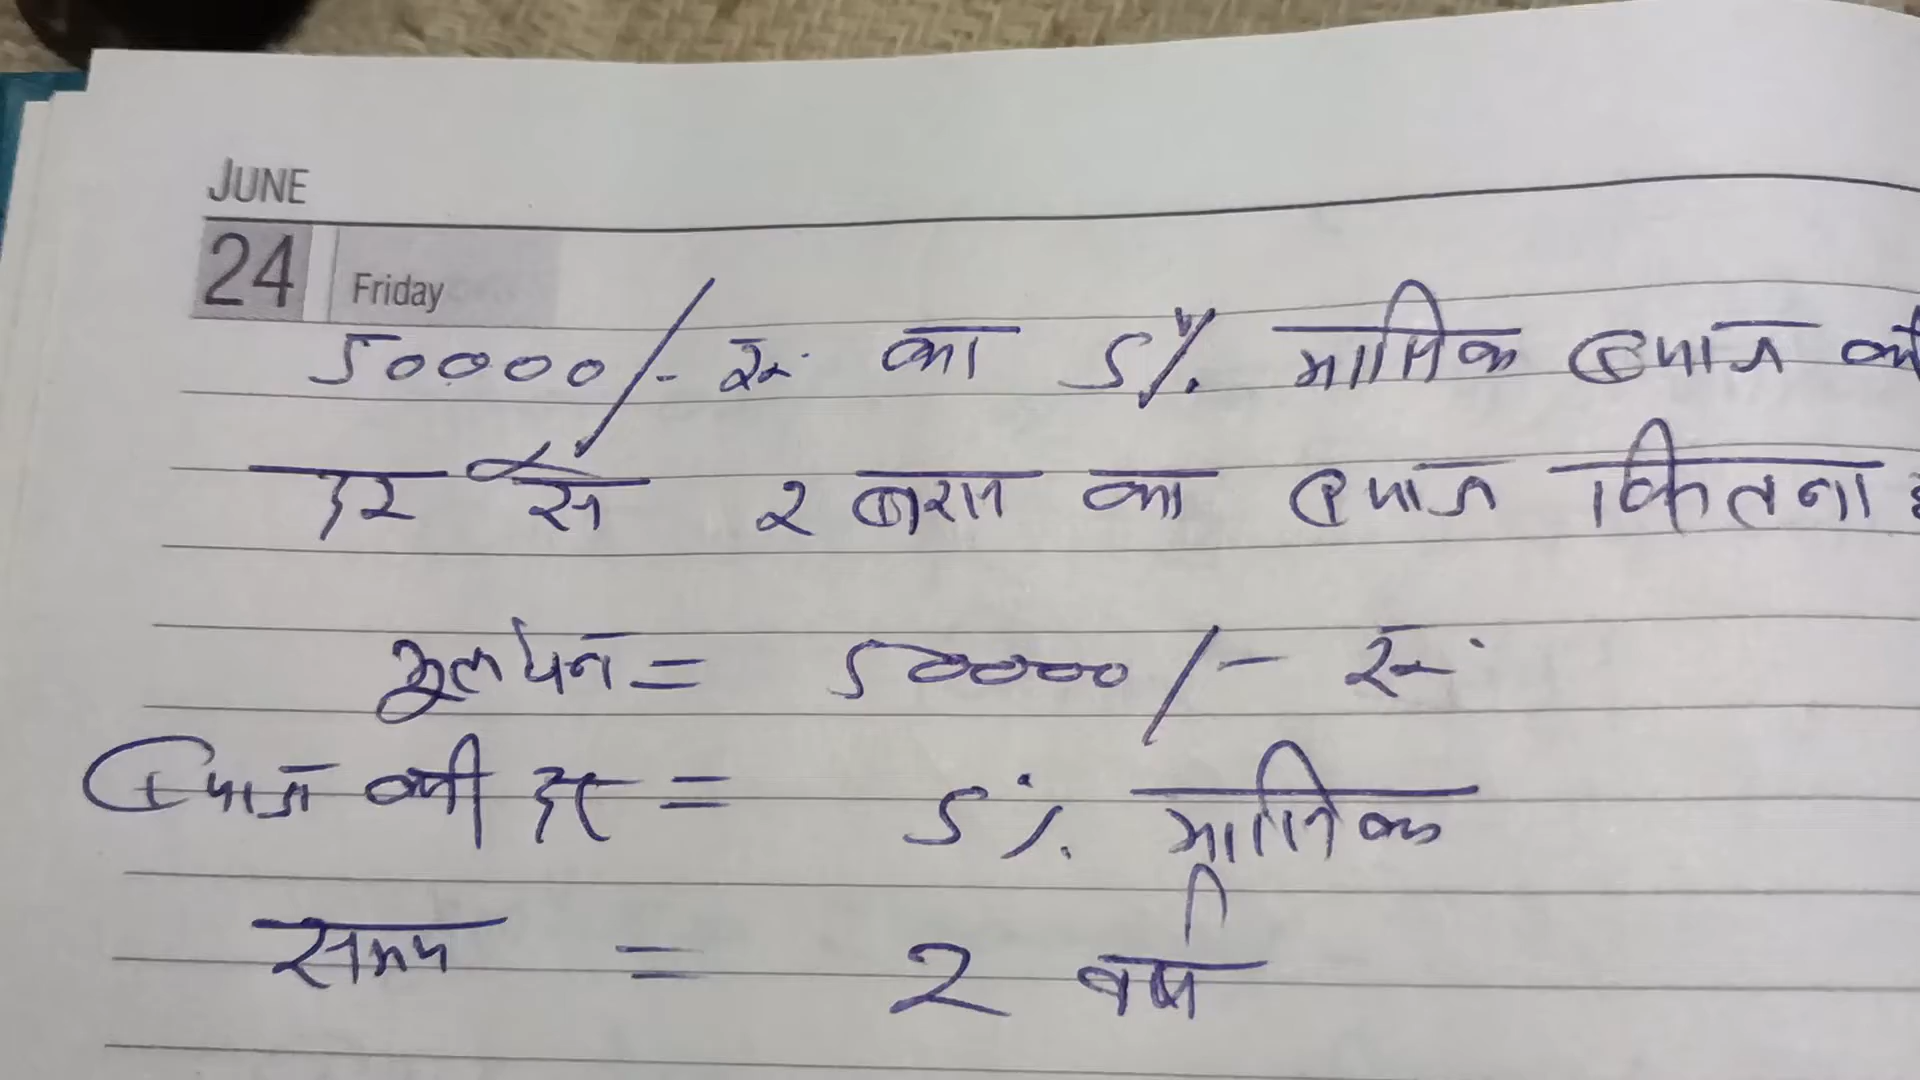 JUNE
24 Friday
50000/- रू. का 5% मासिक ब्याज की
दर से 2 बरस का ब्याज कितना
मूलधन = 50000/- रू.
ब्याज की दर = 5% मासिक
समय = 2 वर्ष